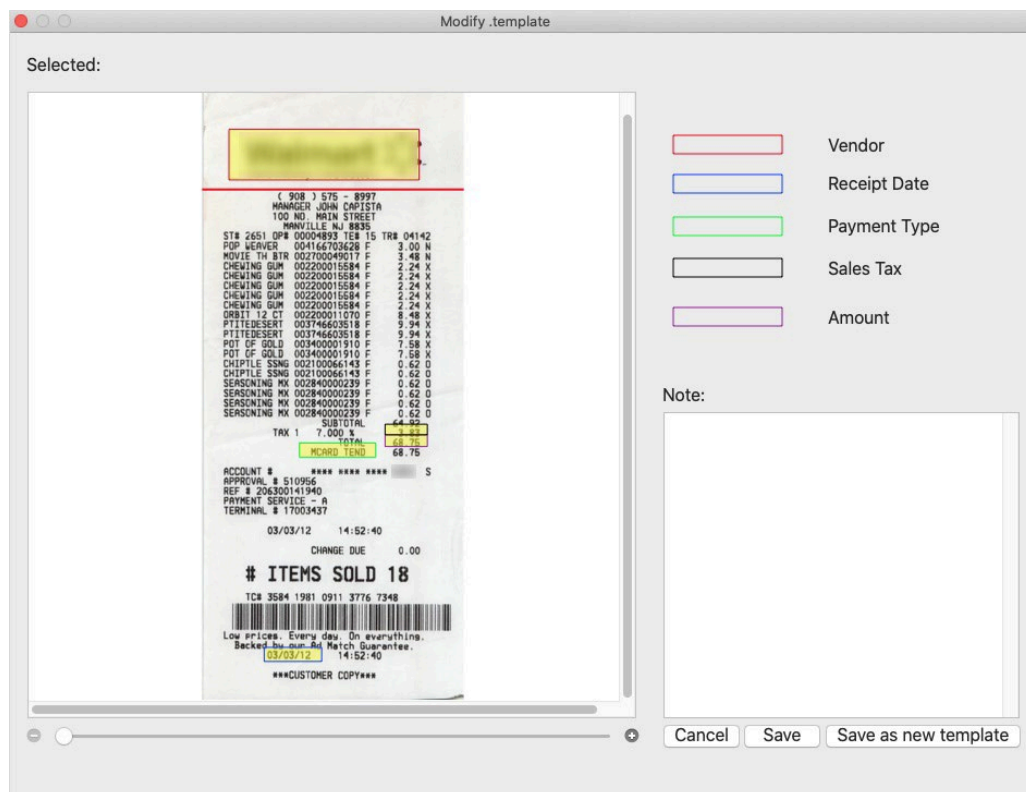 Modify .template
Selected:
Walmart
( 908 ) 575 - 8997
MANAGER JOHN CAPISTA
100 NO. MAIN STREET
MANVILLE NJ 8835
ST# 2651 OP# 00004893 TE# 15 TR# 04142
POP WEAVER 004166703628 F 3.00 N
MOVIE TH BTR 002700049017 F 3.48 N
CHEWING GUM 002200015584 F 2.24 X
CHEWING GUM 002200015584 F 2.24 X
CHEWING GUM 002200015584 F 2.24 X
CHEWING GUM 002200015584 F 2.24 X
CHEWING GUM 002200015584 F 2.24 X
ORBIT 12 CT 002200011070 F 8.48 X
PTITEDESERT 003746603518 F 9.94 X
PTITEDESERT 003746603518 F 9.94 X
POT OF GOLD 003400001910 F 7.58 X
POT OF GOLD 003400001910 F 7.58 X
CHIPTLE SSNG 002100066143 F 0.62 O
CHIPTLE SSNG 002100066143 F 0.62 O
SEASONING MX 002840000239 F 0.62 O
SEASONING MX 002840000239 F 0.62 O
SEASONING MX 002840000239 F 0.62 O
SEASONING MX 002840000239 F 0.62 O
SUBTOTAL 64.92
TAX 1 7.000 % 3.83
TOTAL 68.75
MCARD TEND 68.75
ACCOUNT # **** **** **** S
APPROVAL # 510956
REF # 206300141940
PAYMENT SERVICE - A
TERMINAL # 17003437
03/03/12 14:52:40
CHANGE DUE 0.00
# ITEMS SOLD 18
TC# 3584 1981 0911 3776 7348
Low prices. Every day. On everything.
Backed by our Ad Match Guarantee.
03/03/12 14:52:40
***CUSTOMER COPY***
Vendor
Receipt Date
Payment Type
Sales Tax
Amount
Note:
Cancel
Save
Save as new template